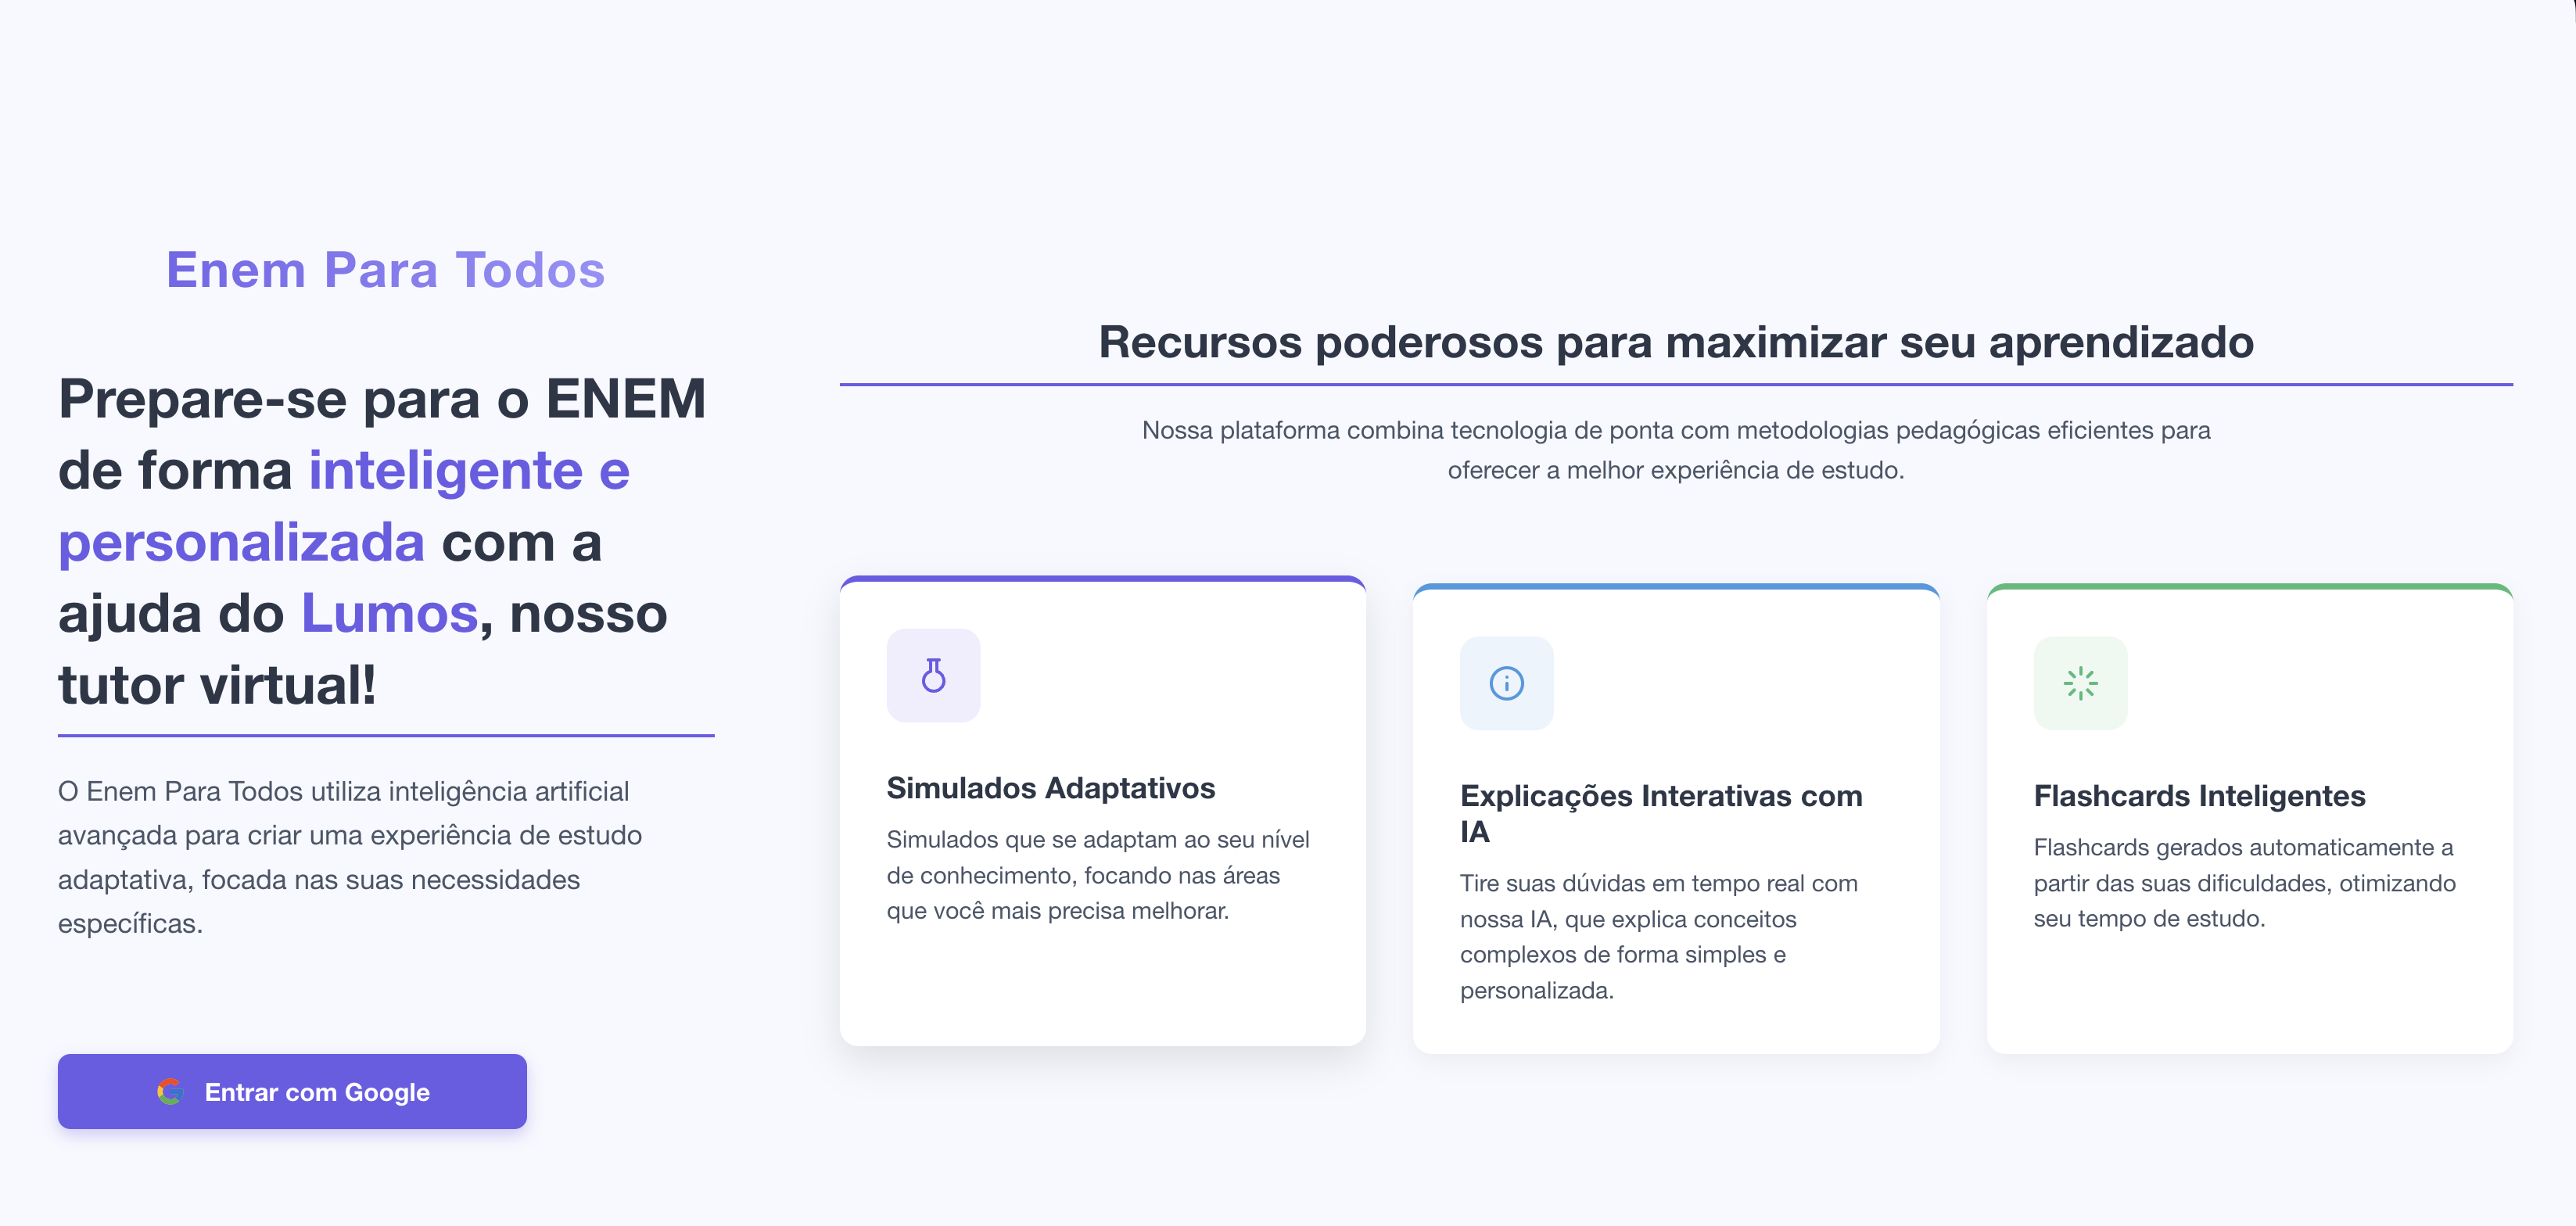 Enem Para Todos
Prepare-se para o ENEM
de forma inteligente e
personalizada com a
ajuda do Lumos, nosso
tutor virtual!
O Enem Para Todos utiliza inteligência artificial
avançada para criar uma experiência de estudo
adaptativa, focada nas suas necessidades
específicas.
Entrar com Google
Recursos poderosos para maximizar seu aprendizado
Nossa plataforma combina tecnologia de ponta com metodologias pedagógicas eficientes para
oferecer a melhor experiência de estudo.
Simulados Adaptativos
Simulados que se adaptam ao seu nível
de conhecimento, focando nas áreas
que você mais precisa melhorar.
Explicações Interativas com
IA
Tire suas dúvidas em tempo real com
nossa IA, que explica conceitos
complexos de forma simples e
personalizada.
Flashcards Inteligentes
Flashcards gerados automaticamente a
partir das suas dificuldades, otimizando
seu tempo de estudo.